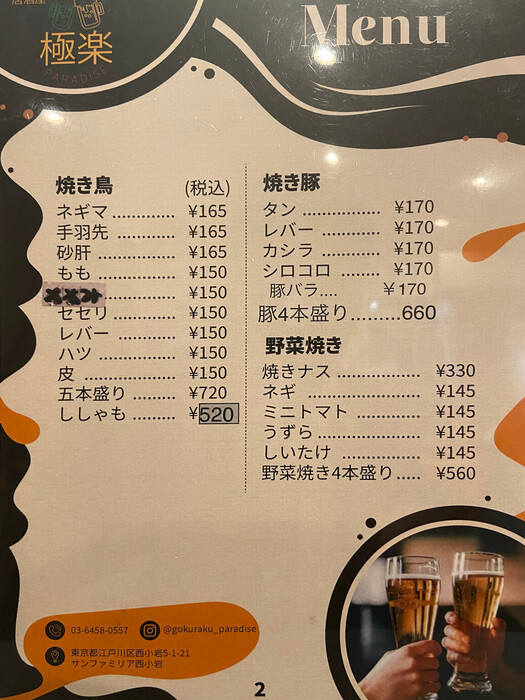 居酒屋
極楽
PARADISE
Menu
焼き鳥 (税込)
ネギマ ............. ¥165
手羽先 ............. ¥165
砂肝 ................ ¥165
もも ................. ¥150
ささみ ............. ¥150
セセリ ............. ¥150
レバー ............. ¥150
ハツ ................ ¥150
皮 .................... ¥150
五本盛り ......... ¥720
ししゃも ......... ¥520
焼き豚
タン ................ ¥170
レバー ............. ¥170
カシラ ............. ¥170
シロコロ ........ ¥170
豚バラ.... ¥170
豚4本盛り.........660
野菜焼き
焼きナス ................. ¥330
ネギ ........................ ¥145
ミニトマト ............. ¥145
うずら ..................... ¥145
しいたけ ................. ¥145
野菜焼き4本盛り..... ¥560
03-6458-0557 @gokuraku_paradise
東京都江戸川区西小岩5-1-21
サンファミリア西小岩
2